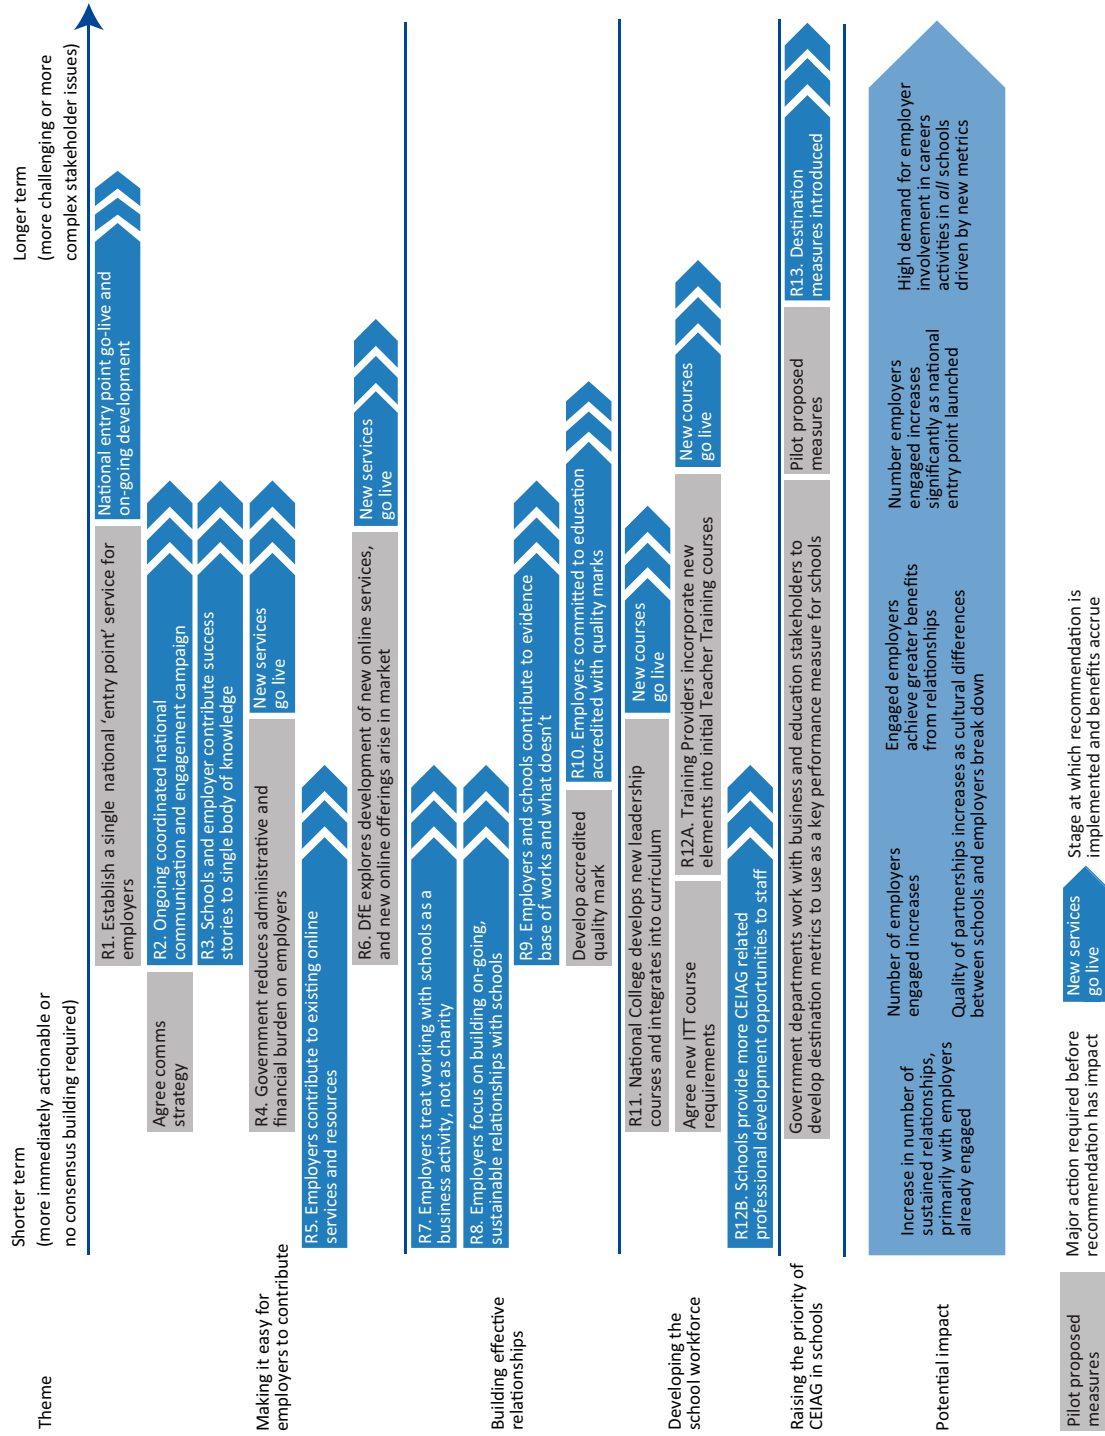 Theme
Shorter term
(more immediately actionable or
no consensus building required)
Longer term
(more challenging or more
complex stakeholder issues)
Making it easy for
employers to contribute
R1. Establish a single national ‘entry point’ service for
employers
National entry point go-live and
on-going development
Agree comms
strategy
R2. Ongoing coordinated national
communication and engagement campaign
R3. Schools and employer contribute success
stories to single body of knowledge
R4. Government reduces administrative and
financial burden on employers
New services
go live
R5. Employers contribute to existing online
services and resources
R6. DfE explores development of new online services,
and new online offerings arise in market
New services
go live
Building effective
relationships
R7. Employers treat working with schools as a
business activity, not as charity
R8. Employers focus on building on-going,
sustainable relationships with schools
R9. Employers and schools contribute to evidence
base of works and what doesn’t
Develop accredited
quality mark
R10. Employers committed to education
accredited with quality marks
Developing the
school workforce
R11. National College develops new leadership
courses and integrates into curriculum
New courses
go live
Agree new ITT course
requirements
R12A. Training Providers incorporate new
elements into initial Teacher Training courses
New courses
go live
R12B. Schools provide more CEIAG related
professional development opportunities to staff
Raising the priority of
CEIAG in schools
Government departments work with business and education stakeholders to
develop destination metrics to use as a key performance measure for schools
Pilot proposed
measures
R13. Destination
measures introduced
Potential impact
Increase in number of
sustained relationships,
primarily with employers
already engaged
Number of employers
engaged increases
Quality of partnerships increases as cultural differences
between schools and employers break down
Engaged employers
achieve greater benefits
from relationships
Number employers
engaged increases
significantly as national
entry point launched
High demand for employer
involvement in careers
activities in all schools
driven by new metrics
Pilot proposed
measures
Major action required before
recommendation has impact
New services
go live
Stage at which recommendation is
implemented and benefits accrue